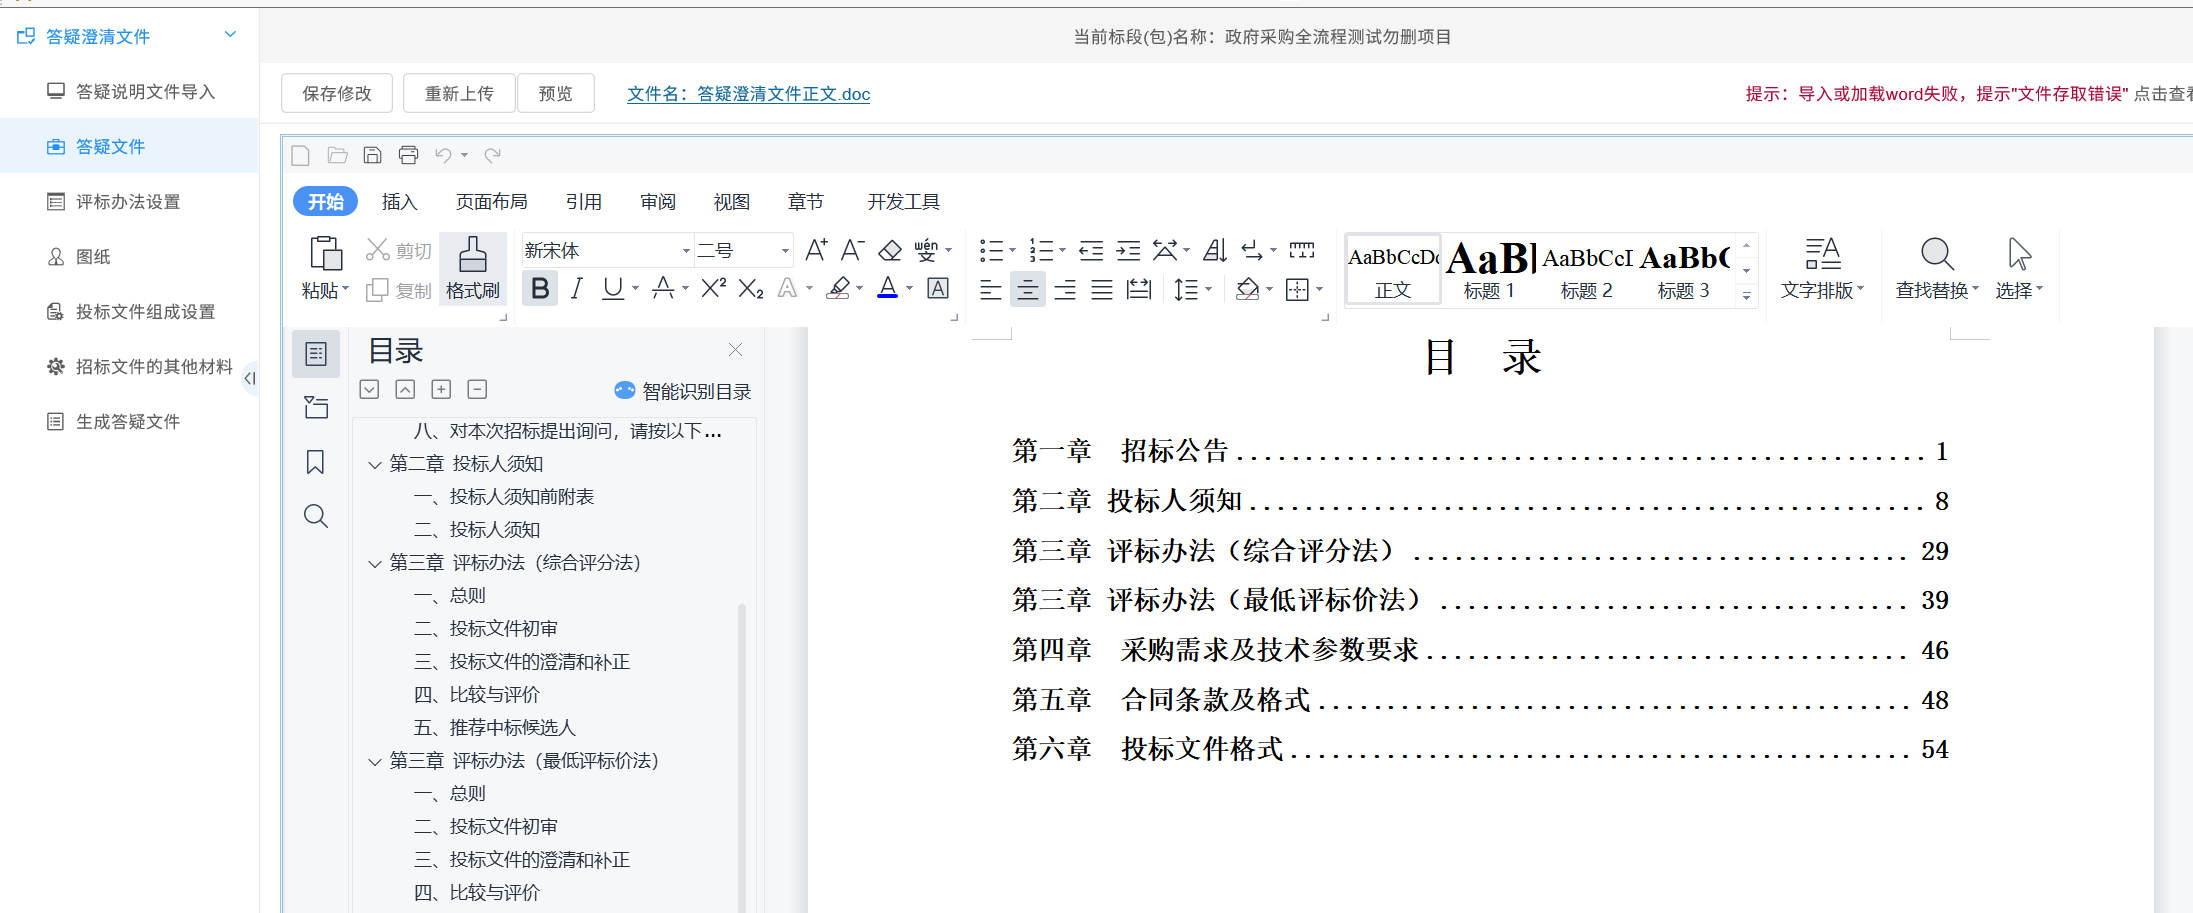 答疑澄清文件
当前标段(包)名称：政府采购全流程测试勿删项目
答疑说明文件导入
答疑文件
评标办法设置
图纸
投标文件组成设置
招标文件的其他材料
生成答疑文件
保存修改 重新上传 预览 文件名：答疑澄清文件正文.doc
提示：导入或加载word失败，提示"文件存取错误" 点击查看
开始 插入 页面布局 引用 审阅 视图 章节 开发工具
粘贴 剪切 复制 格式刷
新宋体 二号
AaBbCcDd 正文
AaBl 标题 1
AaBbCcI 标题 2
AaBbC 标题 3
文字排版 查找替换 选择
目录
智能识别目录
八、对本次招标提出询问，请按以下...
第二章 投标人须知
一、投标人须知前附表
二、投标人须知
第三章 评标办法（综合评分法）
一、总则
二、投标文件初审
三、投标文件的澄清和补正
四、比较与评价
五、推荐中标候选人
第三章 评标办法（最低评标价法）
一、总则
二、投标文件初审
三、投标文件的澄清和补正
四、比较与评价
目 录
第一章 招标公告 1
第二章 投标人须知 8
第三章 评标办法（综合评分法） 29
第三章 评标办法（最低评标价法） 39
第四章 采购需求及技术参数要求 46
第五章 合同条款及格式 48
第六章 投标文件格式 54